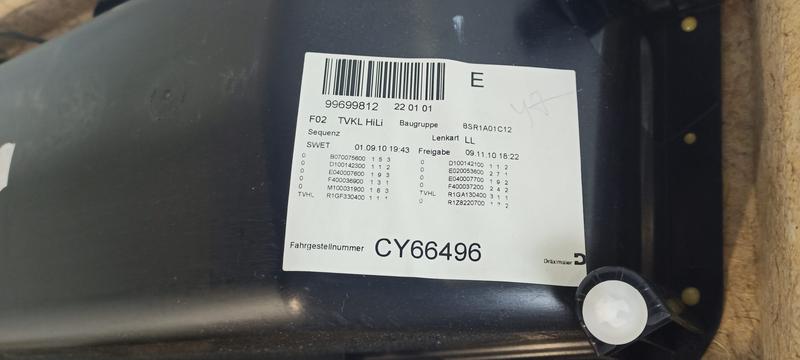 E
99699812 22 01 01
F02 TVKL HiLi Baugruppe BSR1A01C12
Sequenz Lenkart LL
SWET 01.09.10 19:43 Freigabe 09.11.10 16:22
0 B070075600 1 5 3 0 D100142100 1 1 2
0 D100142300 1 1 2 0 E020053600 2 7 1
0 E040007600 1 9 3 0 E040007700 1 9 2
0 F400036900 1 3 1 0 F400037200 2 4 2
0 M100031900 1 8 3 TVHL R1GA130400 3 1 1
TVHL R1GF330400 1 1 1 0 R1Z8220700 1 2
Fahrgestellnummer CY66496
Dräxlmaier D